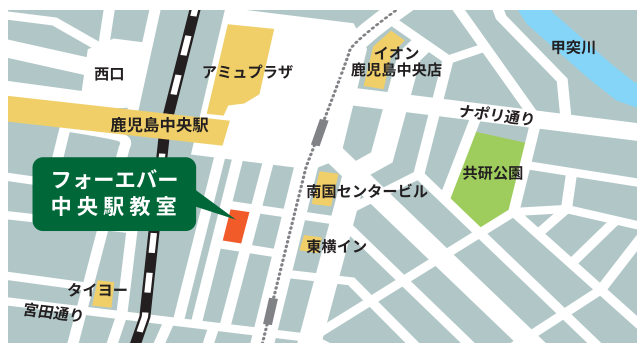 甲突川
イオン
鹿児島中央店
西口
アミュプラザ
ナポリ通り
鹿児島中央駅
共研公園
フォーエバー
中央駅教室
南国センタービル
東横イン
タイヨー
宮田通り